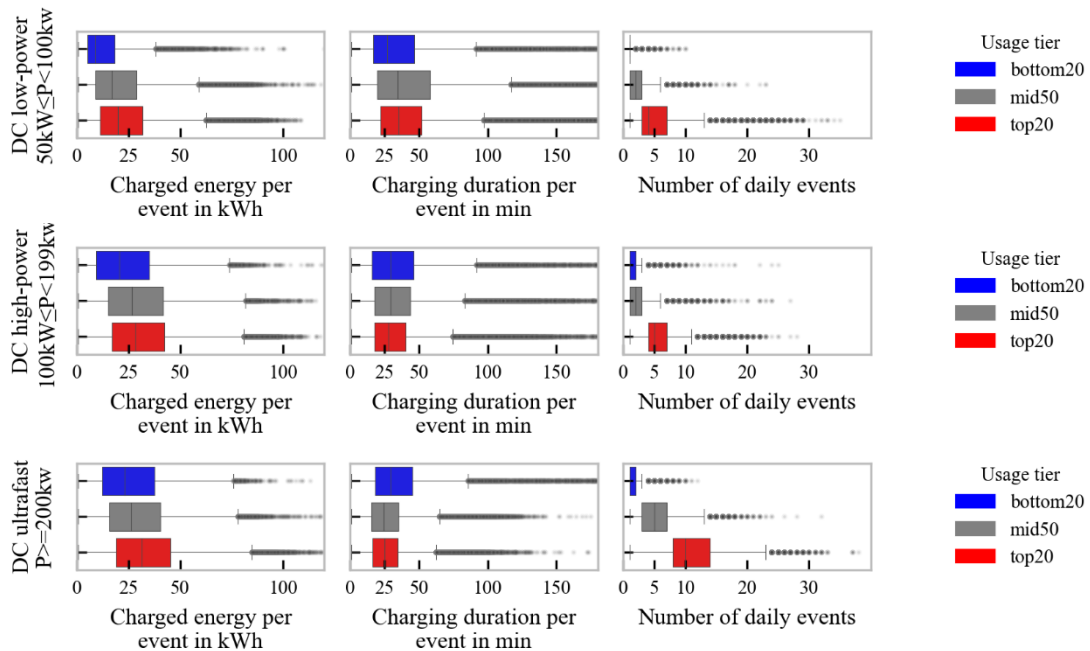 DC low-power
50kW≤P<100kw
0 25 50 100
Charged energy per
event in kWh
0 50 100 150
Charging duration per
event in min
0 5 10 20 30
Number of daily events
Usage tier
bottom20
mid50
top20
DC high-power
100kW≤P<199kw
0 25 50 100
Charged energy per
event in kWh
0 25 50 100 150
Charging duration per
event in min
0 5 10 20 30
Number of daily events
Usage tier
bottom20
mid50
top20
DC ultrafast
P>=200kw
0 25 50 100
Charged energy per
event in kWh
0 25 50 100 150
Charging duration per
event in min
0 5 10 20 30
Number of daily events
Usage tier
bottom20
mid50
top20